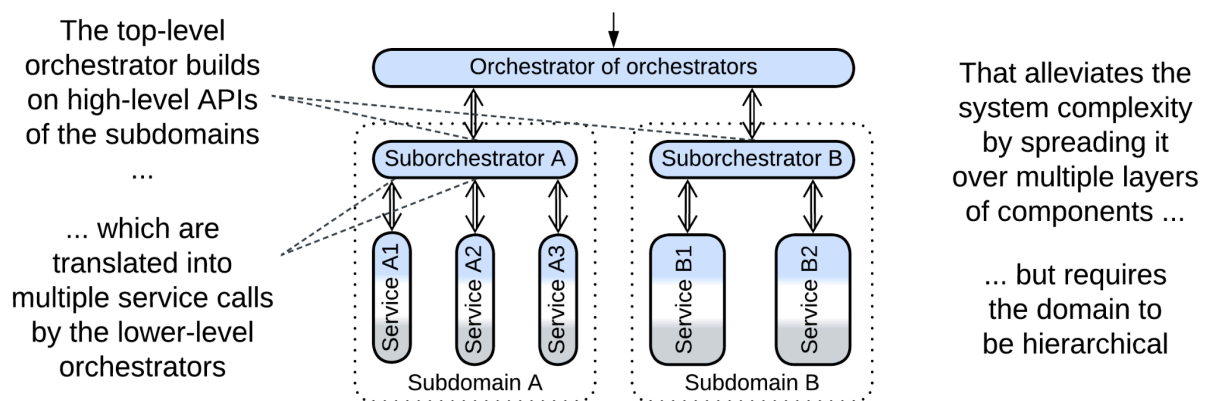 The top-level
orchestrator builds
on high-level APIs
of the subdomains
...
... which are
translated into
multiple service calls
by the lower-level
orchestrators
Orchestrator of orchestrators
Suborchestrator A
Suborchestrator B
Service A1
Service A2
Service A3
Service B1
Service B2
Subdomain A
Subdomain B
That alleviates the
system complexity
by spreading it
over multiple layers
of components ...
... but requires
the domain to
be hierarchical